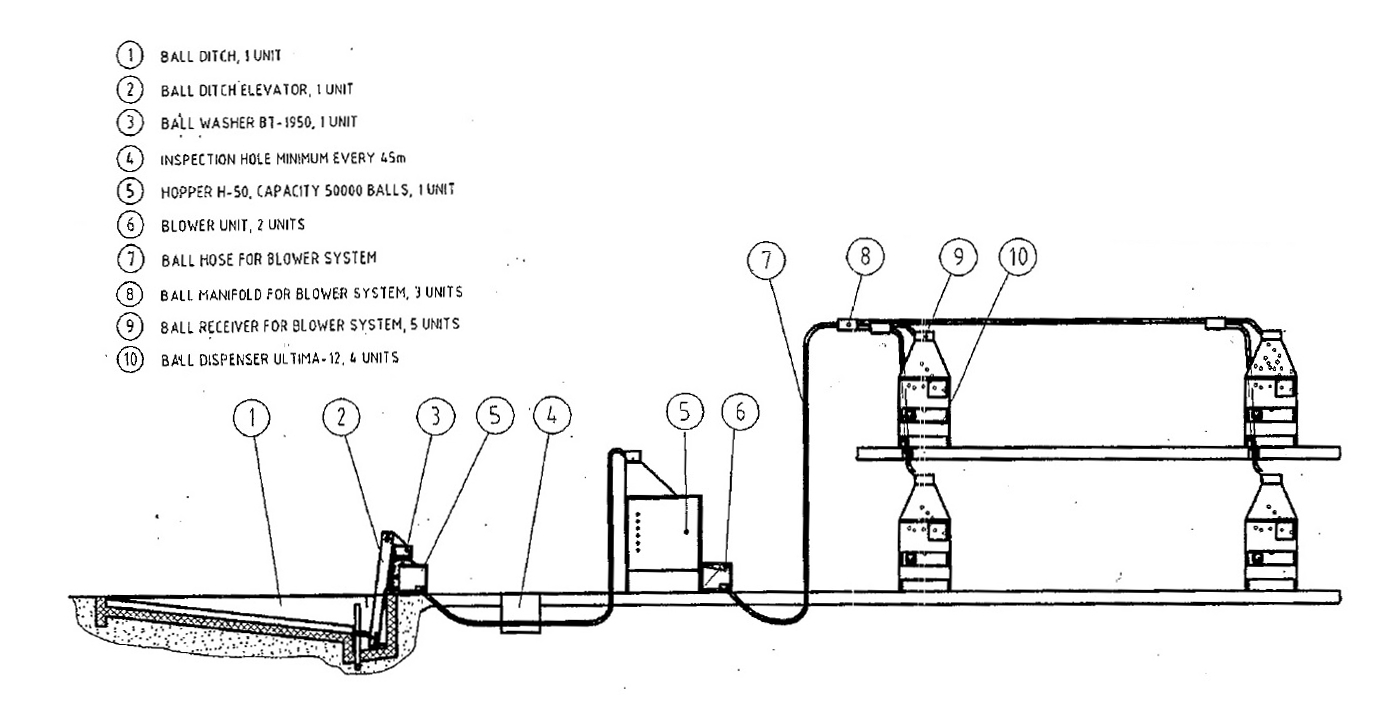 1 BALL DITCH, 1 UNIT
2 BALL DITCH ELEVATOR, 1 UNIT
3 BALL WASHER BT-1950, 1 UNIT
4 INSPECTION HOLE MINIMUM EVERY 45m
5 HOPPER H-50, CAPACITY 50000 BALLS, 1 UNIT
6 BLOWER UNIT, 2 UNITS
7 BALL HOSE FOR BLOWER SYSTEM
8 BALL MANIFOLD FOR BLOWER SYSTEM, 3 UNITS
9 BALL RECEIVER FOR BLOWER SYSTEM, 5 UNITS
10 BALL DISPENSER ULTIMA-12, 4 UNITS
7 8 9 10
1 2 3 5 4 5 6